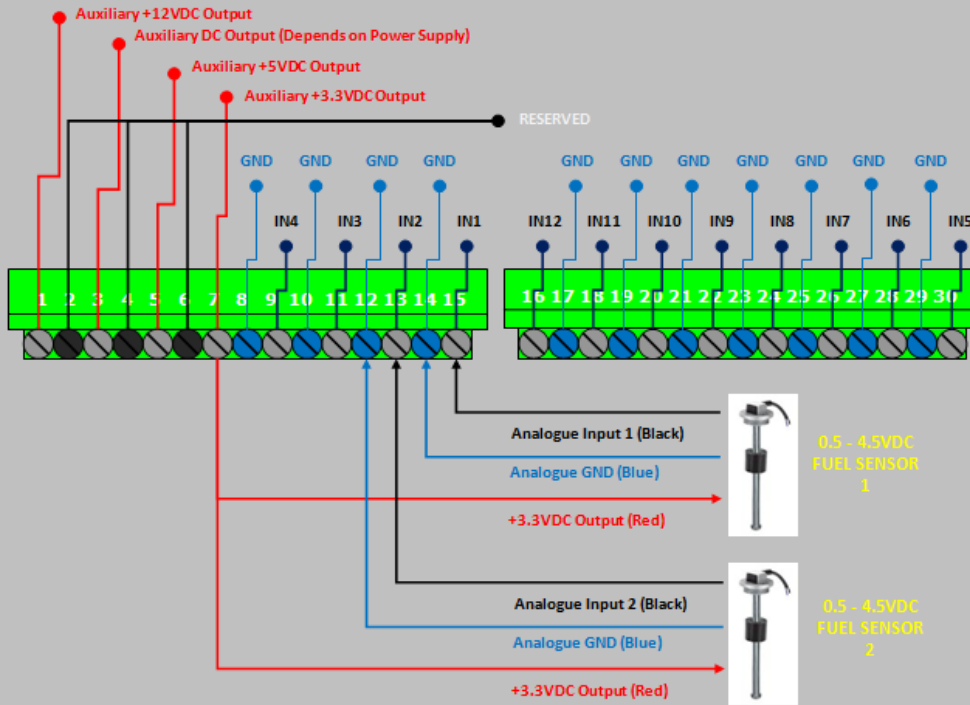 Auxiliary +12VDC Output
Auxiliary DC Output (Depends on Power Supply)
Auxiliary +5VDC Output
Auxiliary +3.3VDC Output
RESERVED
GND GND GND GND GND GND GND GND GND GND GND
IN4 IN3 IN2 IN1 IN12 IN11 IN10 IN9 IN8 IN7 IN6 IN5
1 2 3 4 5 6 7 8 9 10 11 12 13 14 15 16 17 18 19 20 21 22 23 24 25 26 27 28 29 30
Analogue Input 1 (Black)
Analogue GND (Blue)
+3.3VDC Output (Red)
0.5 - 4.5VDC
FUEL SENSOR
1
Analogue Input 2 (Black)
Analogue GND (Blue)
+3.3VDC Output (Red)
0.5 - 4.5VDC
FUEL SENSOR
2